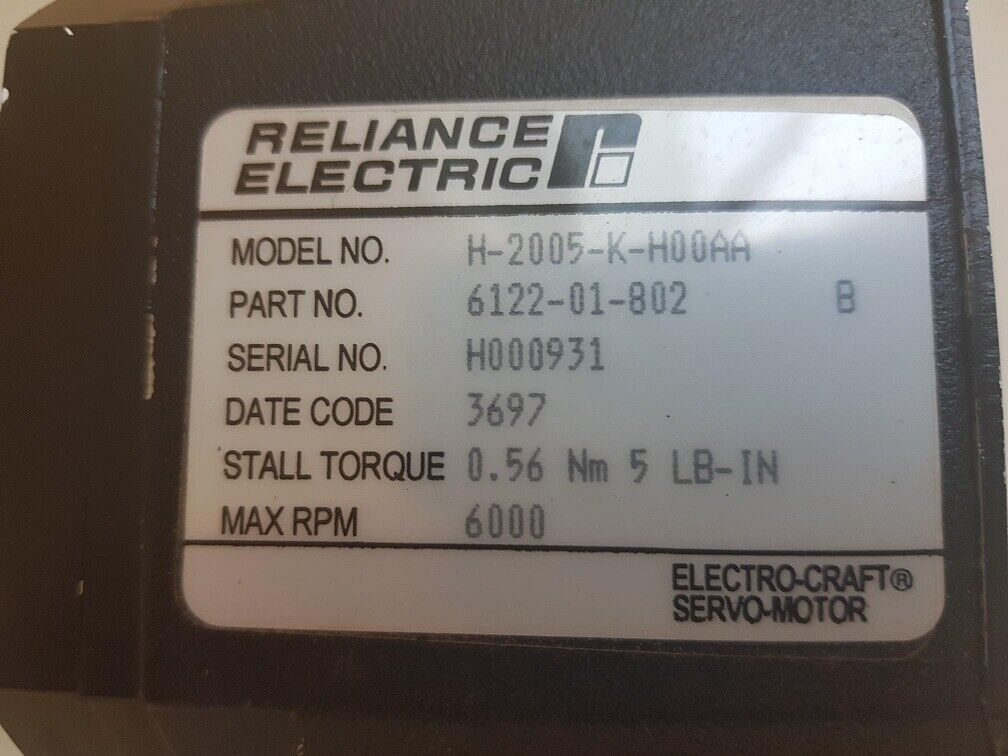 RELIANCE
ELECTRIC
MODEL NO. H-2005-K-H00AA
PART NO. 6122-01-802 B
SERIAL NO. H000931
DATE CODE 3697
STALL TORQUE 0.56 Nm 5 LB-IN
MAX RPM 6000
ELECTRO-CRAFT®
SERVO-MOTOR